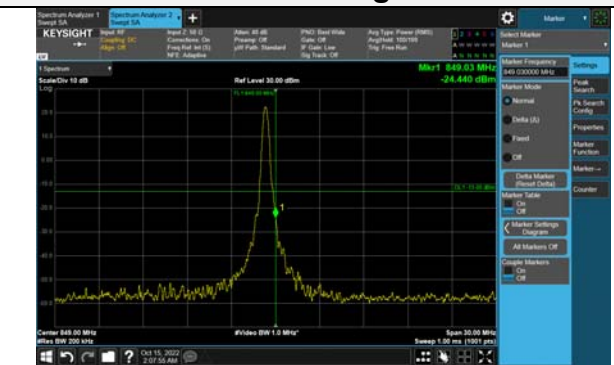 Spectrum Analyzer 1
Swept SA
Spectrum Analyzer 2
Swept SA
Marker
KEYSIGHT
Input: RF
Coupling: DC
Align: Off
Input Z: 50 Ω
Corrections: On
Freq Ref: Int (S)
NFE: Adaptive
Atten: 40 dB
Preamp: Off
µW Path: Standard
PNO: Best Wide
Gate: Off
IF Gain: Low
Sig Track: Off
Avg Type: Power (RMS)
Avg|Hold: 100/100
Trig: Free Run
1 2 3 4 5 6
A W W W W W
A N N N N N
Select Marker
Marker 1
1 Spectrum
Scale/Div 10 dB
Log
Ref Level 30.00 dBm
Mkr1 849.03 MHz
-24.440 dBm
Marker Frequency
849.030000 MHz
Settings
Peak
Search
Pk Search
Config
Properties
Marker
Function
Marker→
Counter
Marker Mode
Normal
Delta (Δ)
Fixed
Off
Delta Marker
(Reset Delta)
Marker Table
On
Off
Marker Settings
Diagram
All Markers Off
Couple Markers
On
Off
1
Center 849.00 MHz
#Res BW 200 kHz
#Video BW 1.0 MHz*
Span 30.00 MHz
Sweep 1.00 ms (1001 pts)
Oct 15, 2022
2:07:55 AM